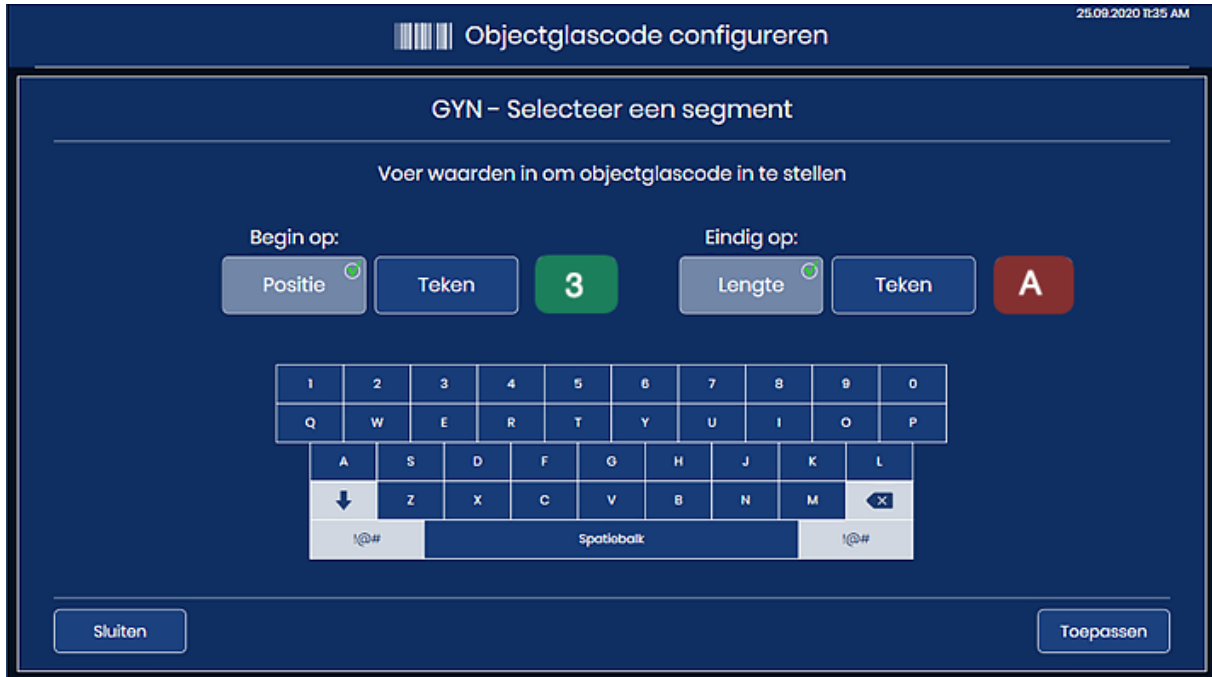 25.09.2020 11:35 AM
Objectglascode configureren
GYN – Selecteer een segment
Voer waarden in om objectglascode in te stellen
Begin op: Eindig op:
Positie Teken 3 Lengte Teken A
1 2 3 4 5 6 7 8 9 0
Q W E R T Y U I O P
A S D F G H J K L
Z X C V B N M
!@# Spatiebalk !@#
Sluiten Toepassen